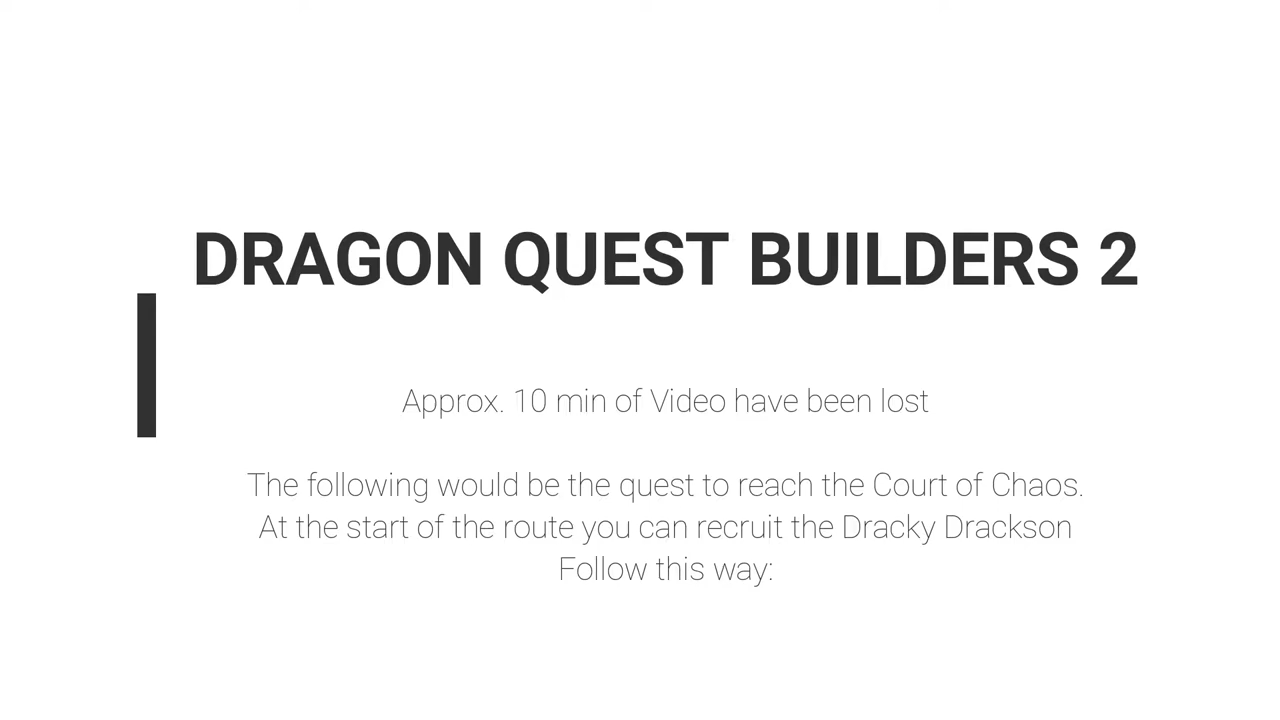 DRAGON QUEST BUILDERS 2
Approx. 10 min of Video have been lost
The following would be the quest to reach the Court of Chaos.
At the start of the route you can recruit the Dracky Drackson
Follow this way: